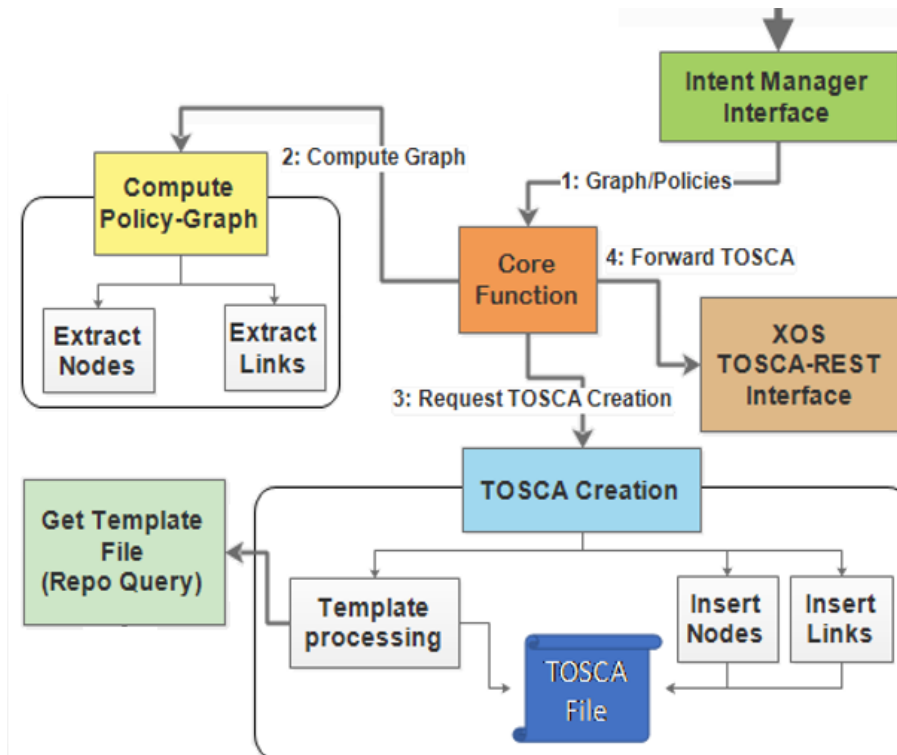 Intent Manager
Interface
2: Compute Graph
1: Graph/Policies
Compute
Policy-Graph
Core
Function
4: Forward TOSCA
Extract
Nodes
Extract
Links
XOS
TOSCA-REST
Interface
3: Request TOSCA Creation
TOSCA Creation
Get Template
File
(Repo Query)
Template
processing
Insert
Nodes
Insert
Links
TOSCA
File